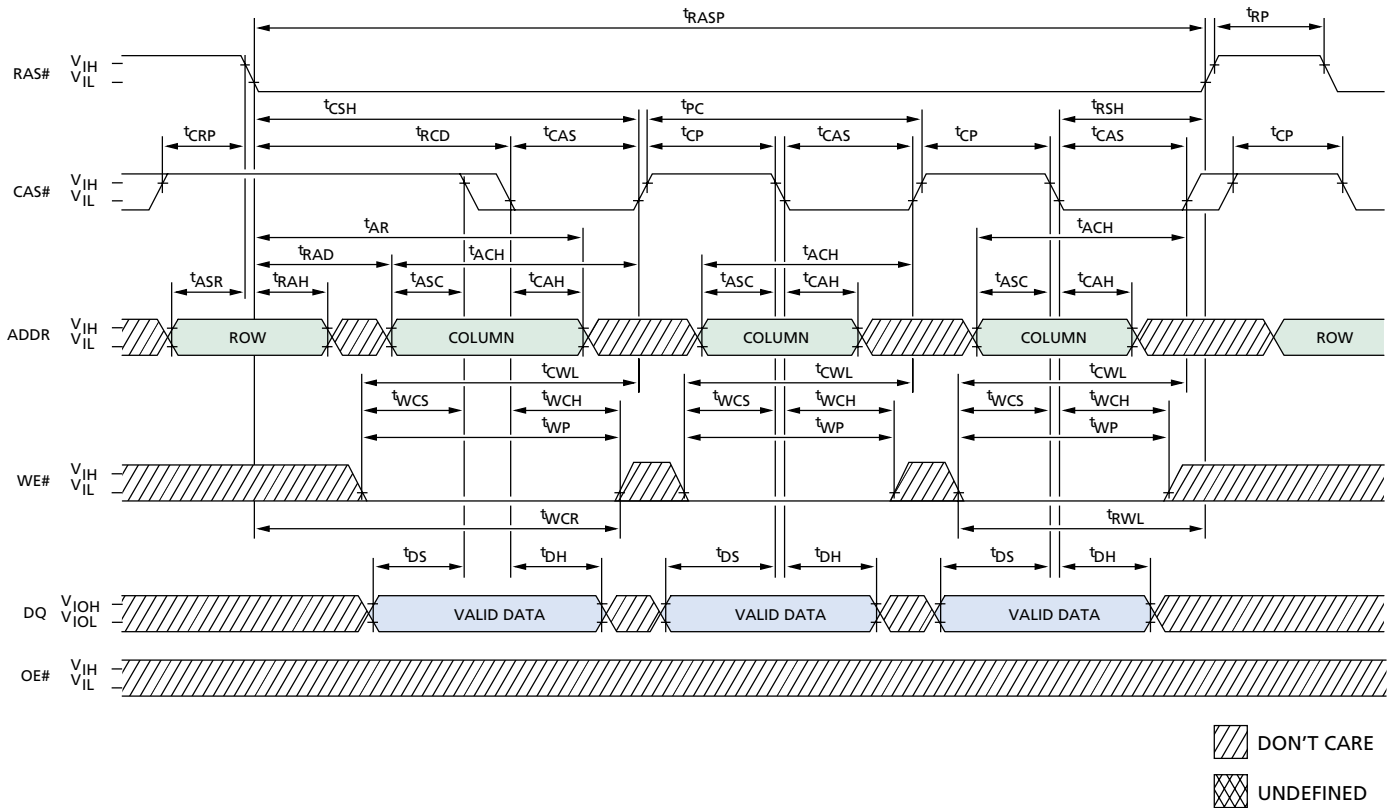 tRASP tRP
RAS# VIH
VIL
tCSH tPC tRSH
tCRP tRCD tCAS tCP tCAS tCP tCAS tCP
CAS# VIH
VIL
tAR
tRAD tACH tACH tACH
tASR tRAH tASC tCAH tASC tCAH tASC tCAH
ADDR VIH
VIL
ROW COLUMN COLUMN COLUMN ROW
tCWL tCWL tCWL
tWCS tWCH tWCS tWCH tWCS tWCH
tWP tWP tWP
WE# VIH
VIL
tWCR tRWL
tDS tDH tDS tDH tDS tDH
DQ VIOH
VIOL
VALID DATA VALID DATA VALID DATA
OE# VIH
VIL
DON'T CARE
UNDEFINED